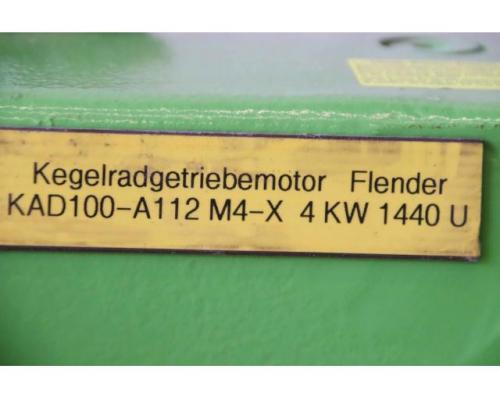 Kegelradgetriebemotor Flender
KAD100-A112 M4-X 4 KW 1440 U